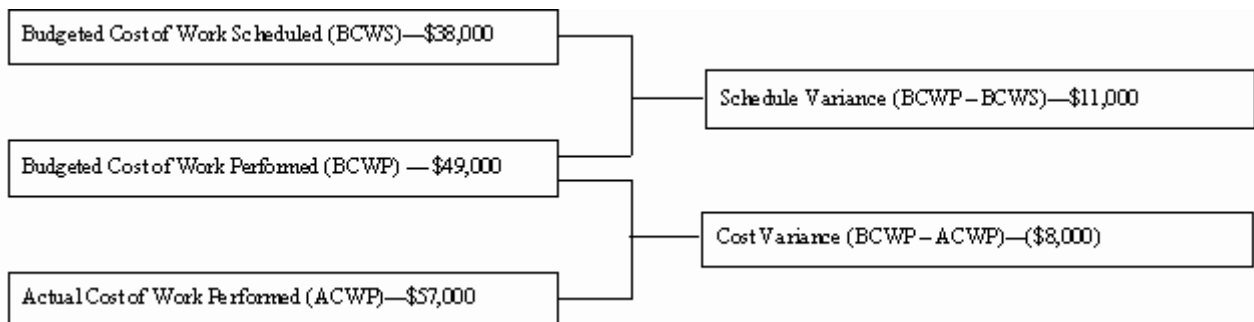 Budgeted Cost of Work Scheduled (BCWS)—$38,000
Schedule Variance (BCWP – BCWS)—$11,000
Budgeted Cost of Work Performed (BCWP) — $49,000
Cost Variance (BCWP – ACWP)—($8,000)
Actual Cost of Work Performed (ACWP)—$57,000